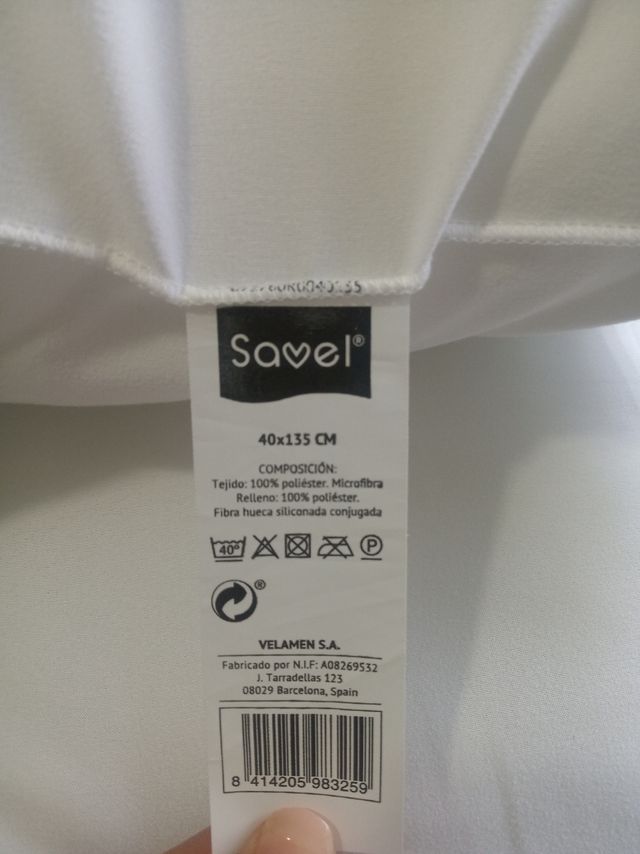 Savel®
40x135 CM
COMPOSICIÓN:
Tejido: 100% poliéster. Microfibra
Relleno: 100% poliéster.
Fibra hueca siliconada conjugada
40°
P
®
VELAMEN S.A.
Fabricado por N.I.F: A08269532
J. Tarradellas 123
08029 Barcelona, Spain
8 414205 983259